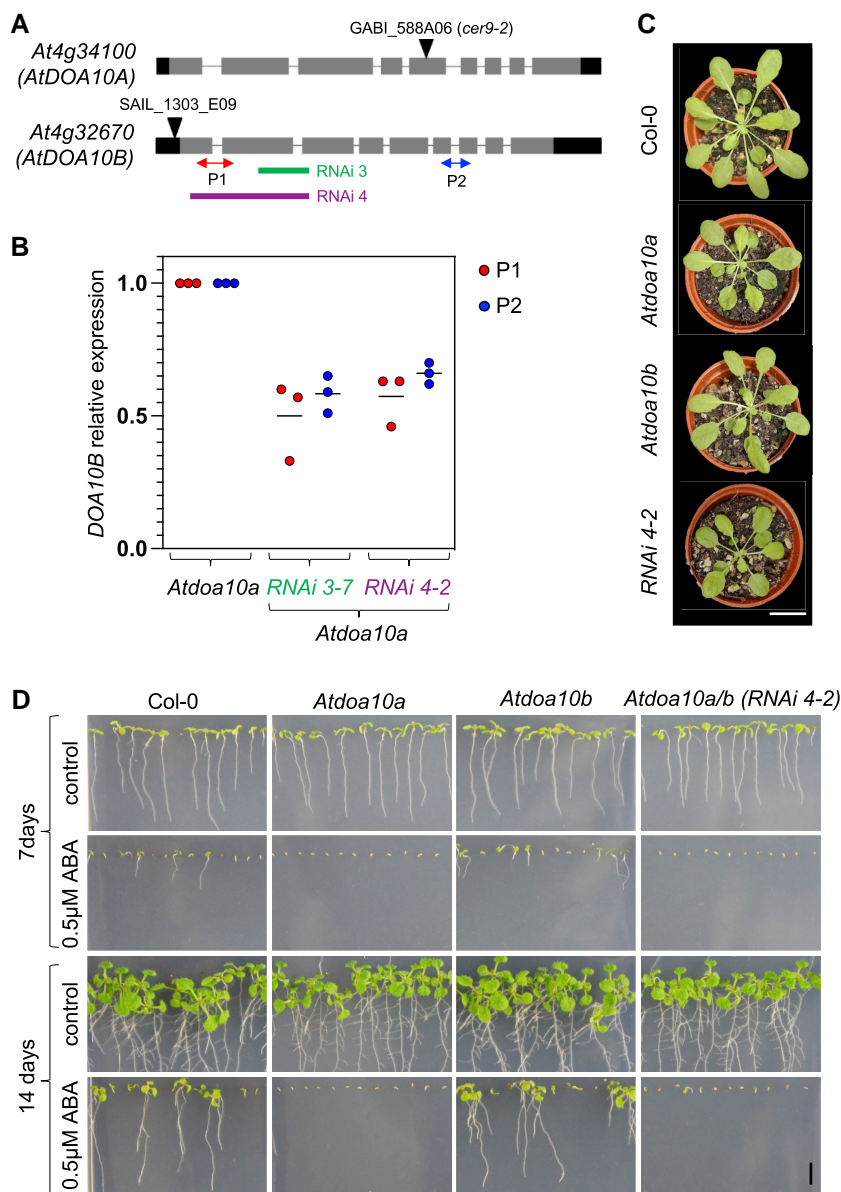 A
GABI_588A06 (cer9-2)
At4g34100
(AtDOA10A)
SAIL_1303_E09
At4g32670
(AtDOA10B)
P1
RNAi 3
P2
RNAi 4
B
DOA10B relative expression
1.0
0.5
0.0
P1
P2
Atdoa10a
RNAi 3-7
RNAi 4-2
Atdoa10a
C
Col-0
Atdoa10a
Atdoa10b
RNAi 4-2
D
Col-0
Atdoa10a
Atdoa10b
Atdoa10a/b (RNAi 4-2)
7days
control
0.5µM ABA
14 days
control
0.5µM ABA